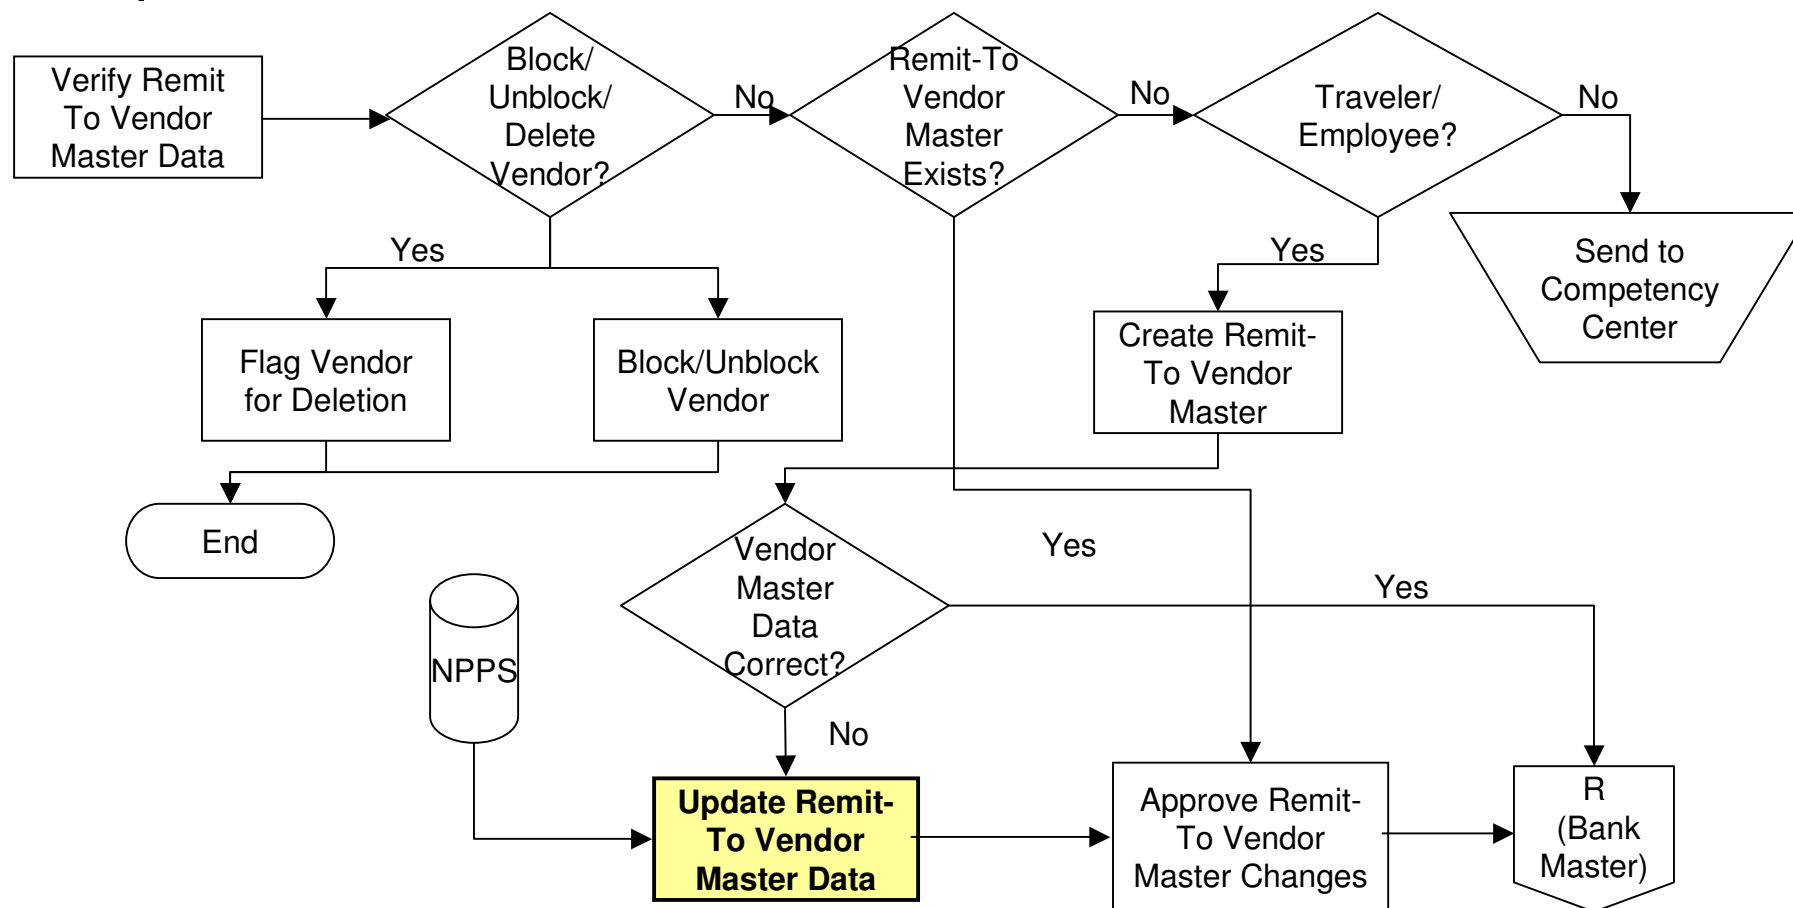 Verify Remit
To Vendor
Master Data
Block/
Unblock/
Delete
Vendor?
No
Remit-To
Vendor
Master
Exists?
No
Traveler/
Employee?
No
Send to
Competency
Center
Yes
Yes
Flag Vendor
for Deletion
Block/Unblock
Vendor
Create Remit-
To Vendor
Master
End
Vendor
Master
Data
Correct?
Yes
Yes
NPPS
No
Update Remit-
To Vendor
Master Data
Approve Remit-
To Vendor
Master Changes
R
(Bank
Master)